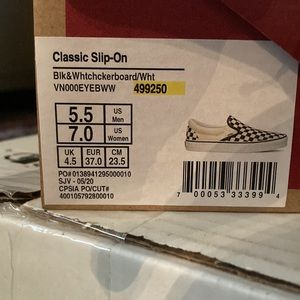 Classic Slip-On
Blk&Whtchckerboard/Wht
VN000EYEBWW 499250
5.5 US Men
7.0 US Women
UK EUR CM
4.5 37.0 23.5
PO# 0138941295000010
SJV - 05/20
CPSIA PO/CUT#
400105792800010
7 00053 33399 4